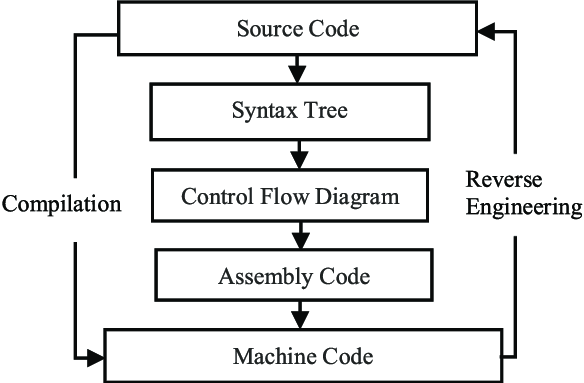 Source Code
Syntax Tree
Control Flow Diagram
Assembly Code
Machine Code
Compilation
Reverse
Engineering